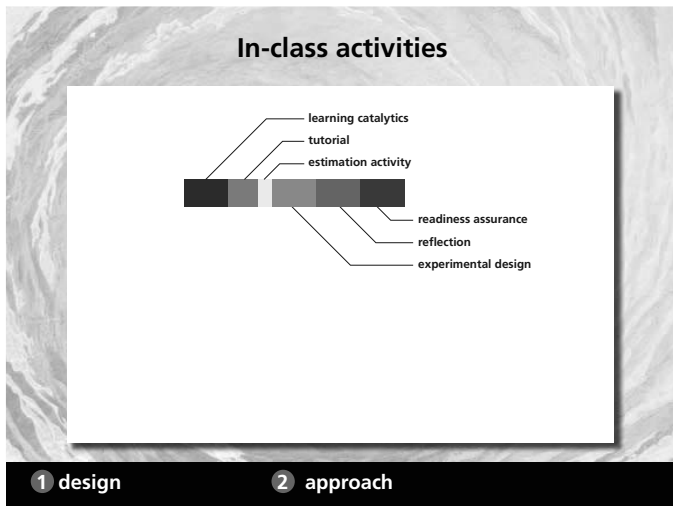 In-class activities
learning catalytics
tutorial
estimation activity
readiness assurance
reflection
experimental design
1 design
2 approach